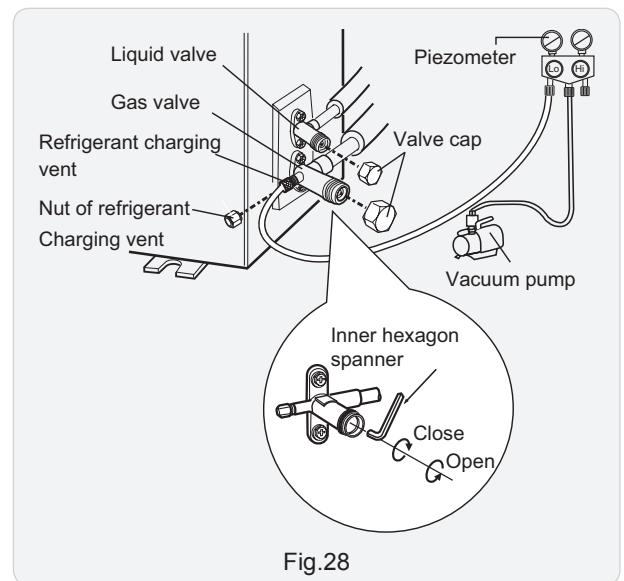 Liquid valve
Gas valve
Refrigerant charging
vent
Nut of refrigerant
Charging vent
Piezometer
Lo
Hi
Valve cap
Vacuum pump
Inner hexagon
spanner
Close
Open
Fig.28